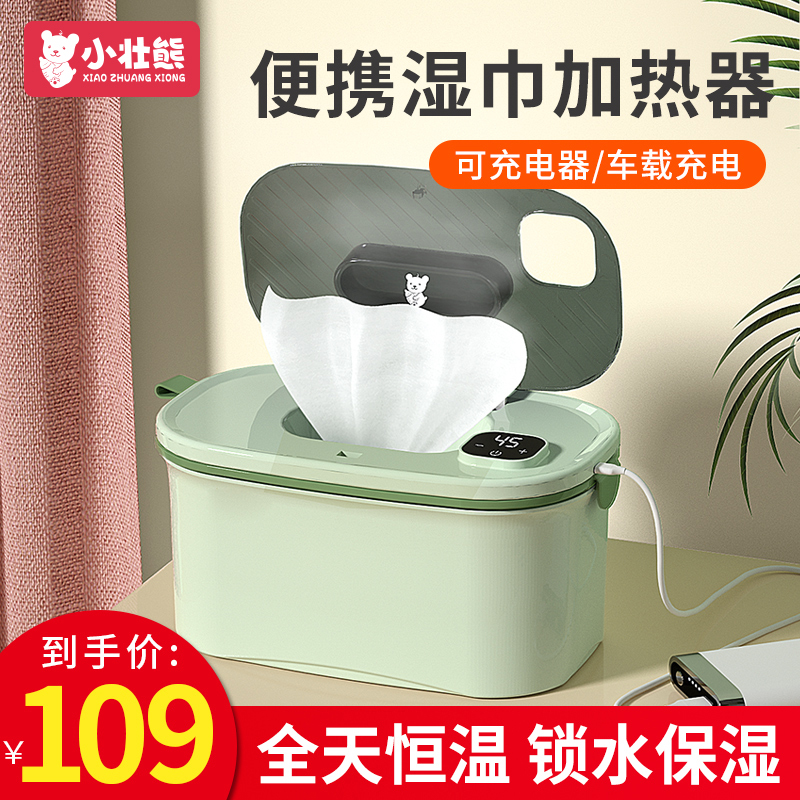 小壮熊
XIAO ZHUANG XIONG
便携湿巾加热器
可充电器/车载充电
45
- +
到手价:
¥109
全天恒温 锁水保湿